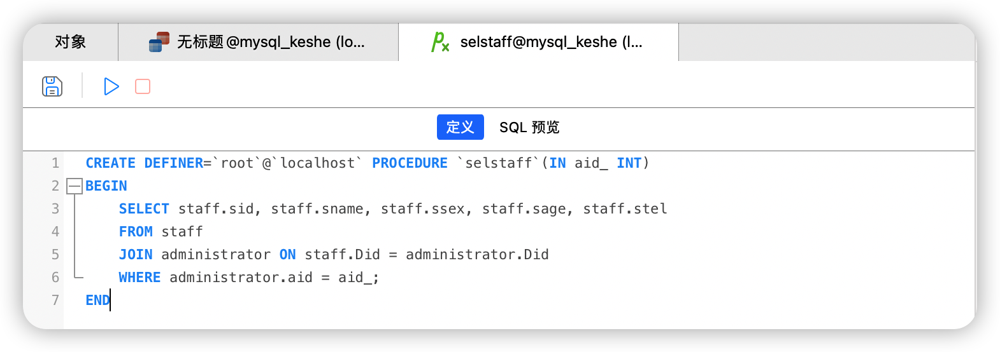 对象
无标题 @mysql_keshe (lo...
selstaff@mysql_keshe (l...
定义
SQL 预览
1 CREATE DEFINER=`root`@`localhost` PROCEDURE `selstaff`(IN aid_ INT)
2 BEGIN
3 SELECT staff.sid, staff.sname, staff.ssex, staff.sage, staff.stel
4 FROM staff
5 JOIN administrator ON staff.Did = administrator.Did
6 WHERE administrator.aid = aid_;
7 END